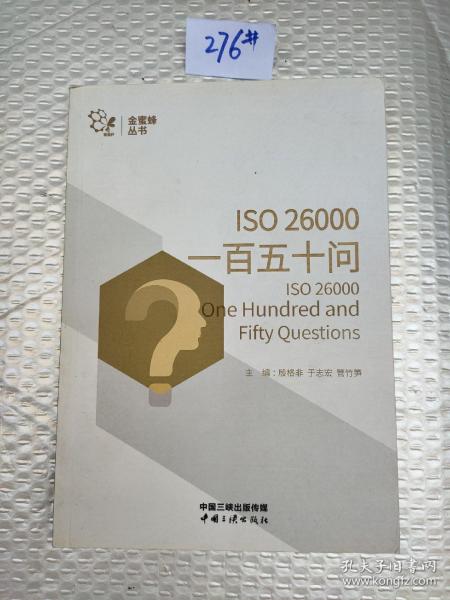 276#
金蜜蜂
丛书
ISO 26000
一百五十问
ISO 26000
One Hundred and
Fifty Questions
主 编：殷格非 于志宏 管竹笋
中国三峡出版传媒
中国三峡出版社
孔夫子旧书网
www.kongfz.com